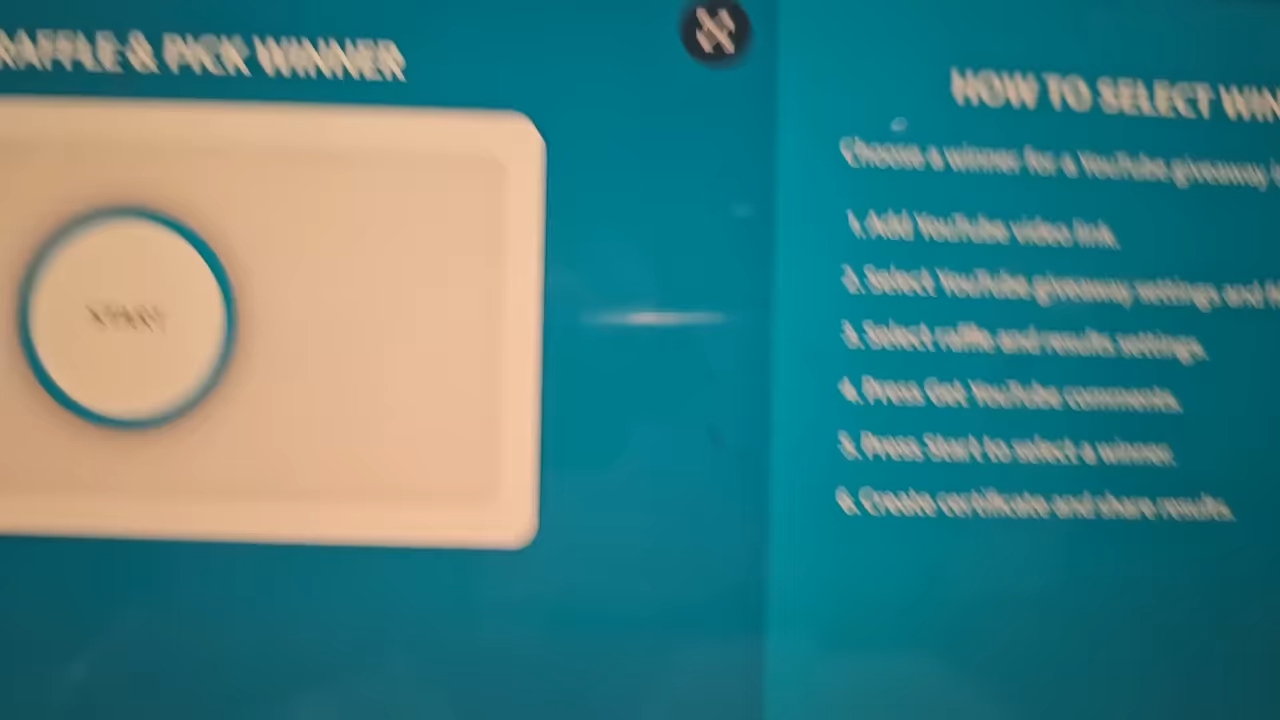 RAFFLE & PICK WINNER
START
HOW TO SELECT
Choose a winner for a YouTube giveaway
1. Add YouTube video link.
2. Select YouTube giveaway settings and
3. Select raffle and results settings.
4. Press Get YouTube comments.
5. Press Start to select a winner.
6. Create certificate and share results.